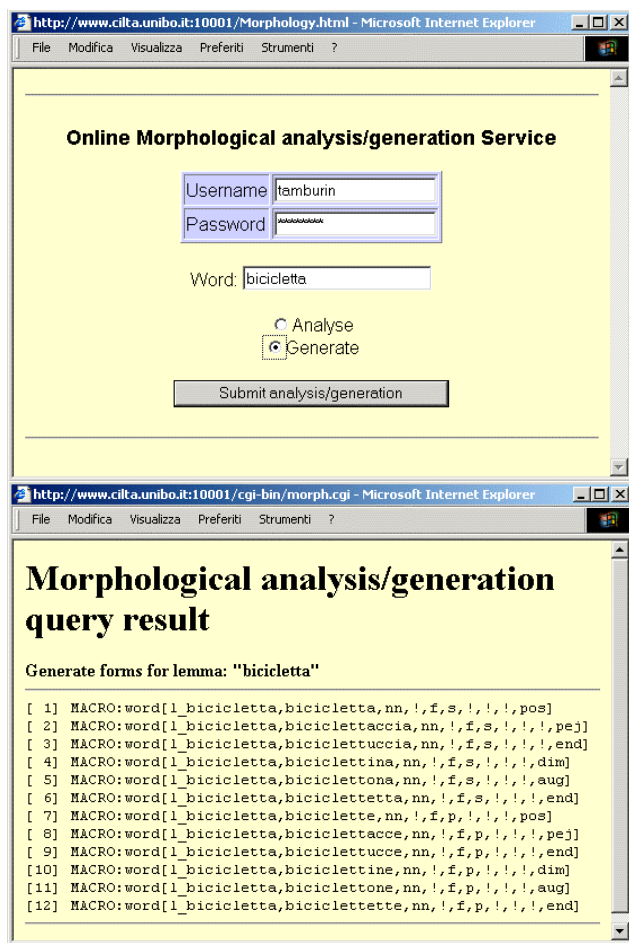 http://www.cilta.unibo.it:10001/Morphology.html - Microsoft Internet Explorer
File Modifica Visualizza Preferiti Strumenti ?
Online Morphological analysis/generation Service
Username tamburin
Password ********
Word: bicicletta
Analyse
Generate
Submit analysis/generation
http://www.cilta.unibo.it:10001/cgi-bin/morph.cgi - Microsoft Internet Explorer
File Modifica Visualizza Preferiti Strumenti ?
Morphological analysis/generation
query result
Generate forms for lemma: "bicicletta"
[ 1] MACRO:word[l_bicicletta,bicicletta,nn,!,f,s,!,!,!,pos]
[ 2] MACRO:word[l_bicicletta,biciclettaccia,nn,!,f,s,!,!,!,pej]
[ 3] MACRO:word[l_bicicletta,biciclettuccia,nn,!,f,s,!,!,!,end]
[ 4] MACRO:word[l_bicicletta,biciclettina,nn,!,f,s,!,!,!,dim]
[ 5] MACRO:word[l_bicicletta,biciclettona,nn,!,f,s,!,!,!,aug]
[ 6] MACRO:word[l_bicicletta,biciclettetta,nn,!,f,s,!,!,!,end]
[ 7] MACRO:word[l_bicicletta,biciclette,nn,!,f,p,!,!,!,pos]
[ 8] MACRO:word[l_bicicletta,biciclettacce,nn,!,f,p,!,!,!,pej]
[ 9] MACRO:word[l_bicicletta,biciclettucce,nn,!,f,p,!,!,!,end]
[10] MACRO:word[l_bicicletta,biciclettine,nn,!,f,p,!,!,!,dim]
[11] MACRO:word[l_bicicletta,biciclettone,nn,!,f,p,!,!,!,aug]
[12] MACRO:word[l_bicicletta,biciclettette,nn,!,f,p,!,!,!,end]